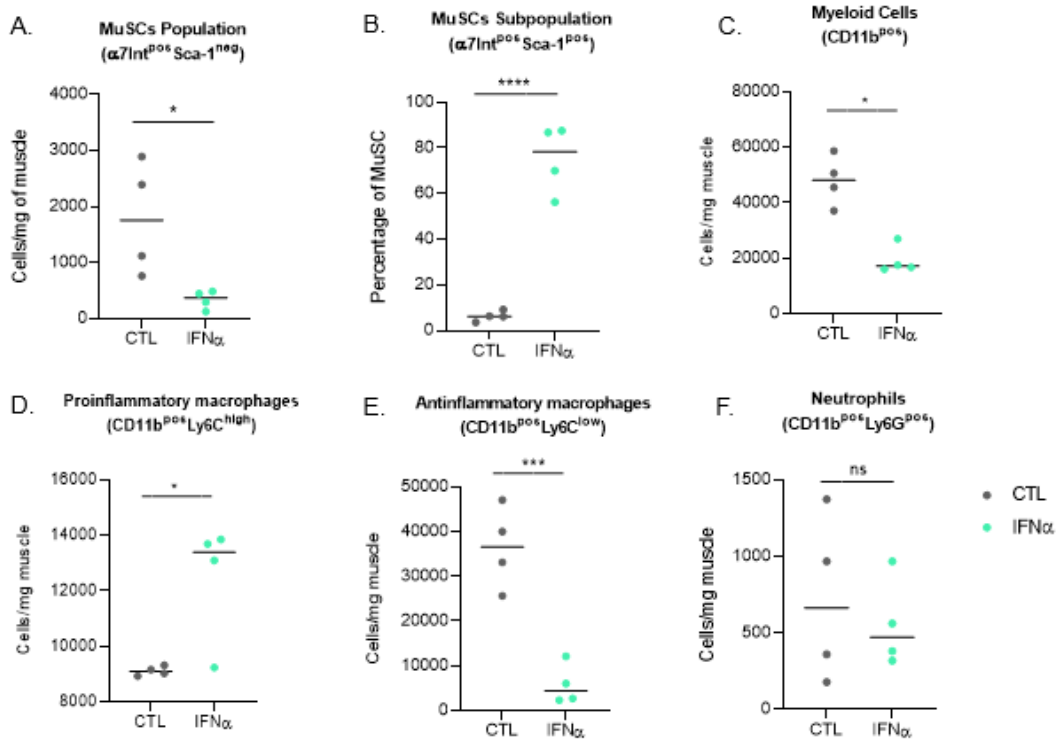 A.
MuSCs Population
(α7Int^pos Sca-1^neg)
Cells/mg of muscle
4000
3000
2000
1000
0
*
CTL IFNα
B.
MuSCs Subpopulation
(α7Int^pos Sca-1^pos)
Percentage of MuSC
100
80
60
40
20
0
****
CTL IFNα
C.
Myeloid Cells
(CD11b^pos)
Cells/mg muscle
80000
60000
40000
20000
0
*
CTL IFNα
D.
Proinflammatory macrophages
(CD11b^pos Ly6C^high)
Cells/mg muscle
16000
14000
12000
10000
8000
*
CTL IFNα
E.
Antinflammatory macrophages
(CD11b^pos Ly6C^low)
Cells/mg muscle
50000
40000
30000
20000
10000
0
***
CTL IFNα
F.
Neutrophils
(CD11b^pos Ly6G^pos)
Cells/mg muscle
1500
1000
500
0
ns
CTL IFNα
CTL
IFNα